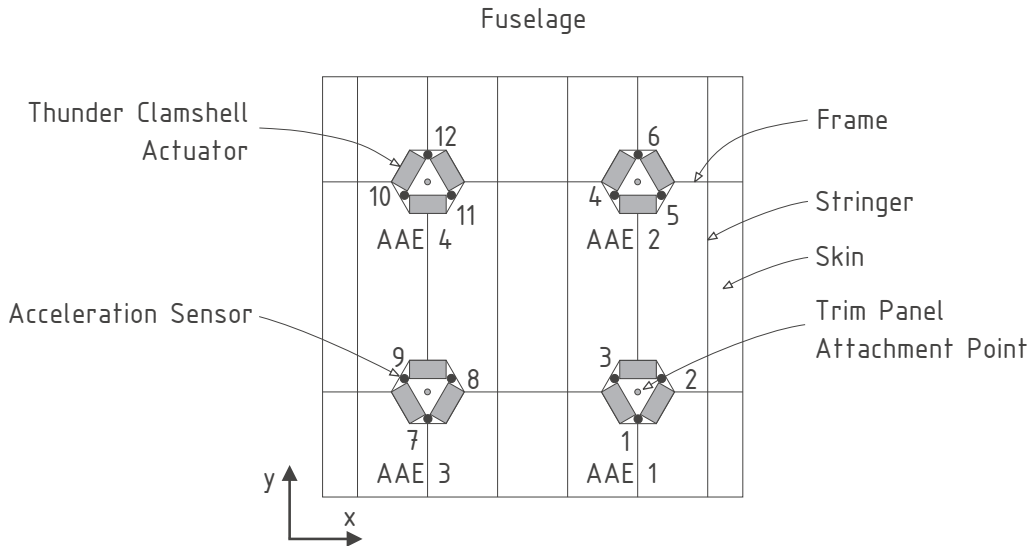 Fuselage
Thunder Clamshell
Actuator
12
6
Frame
10
11
4
5
Stringer
AAE 4
AAE 2
Skin
Acceleration Sensor
Trim Panel
Attachment Point
9
8
3
2
7
1
AAE 3
AAE 1
y
x